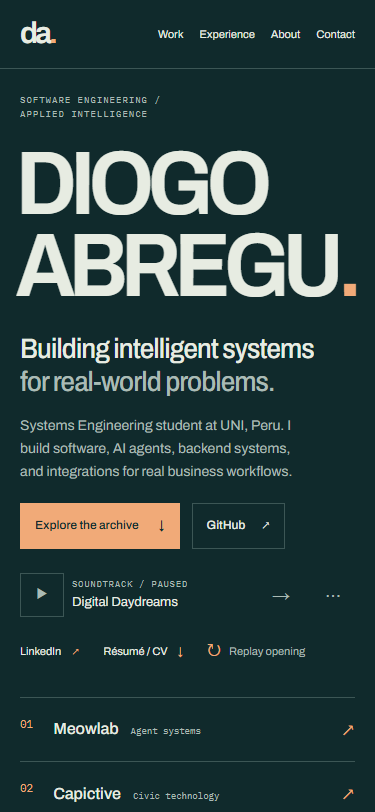 da.
Work Experience About Contact
SOFTWARE ENGINEERING /
APPLIED INTELLIGENCE
DIOGO
ABREGU.
Building intelligent systems
for real-world problems.
Systems Engineering student at UNI, Peru. I
build software, AI agents, backend systems,
and integrations for real business workflows.
Explore the archive ↓ GitHub ↗
SOUNDTRACK / PAUSED
Digital Daydreams → ...
LinkedIn ↗ Résumé / CV ↓ ↻ Replay opening
01 Meowlab Agent systems ↗
02 Capictive Civic technology ↗